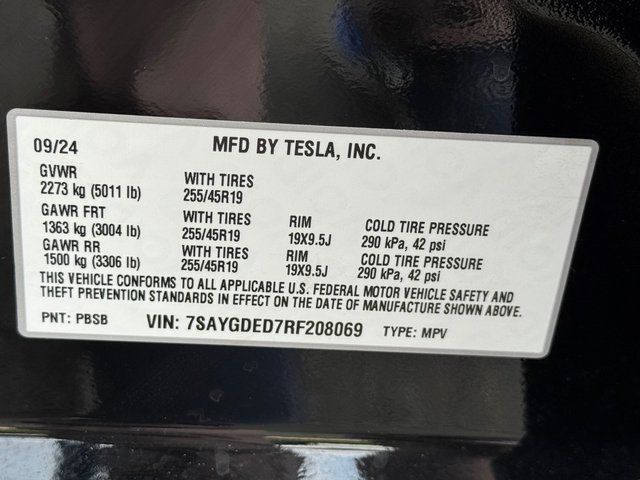 09/24 MFD BY TESLA, INC.
GVWR
2273 kg (5011 lb) WITH TIRES 255/45R19
GAWR FRT
1363 kg (3004 lb) WITH TIRES 255/45R19 RIM 19X9.5J COLD TIRE PRESSURE 290 kPa, 42 psi
GAWR RR
1500 kg (3306 lb) WITH TIRES 255/45R19 RIM 19X9.5J COLD TIRE PRESSURE 290 kPa, 42 psi
THIS VEHICLE CONFORMS TO ALL APPLICABLE U.S. FEDERAL MOTOR VEHICLE SAFETY AND
THEFT PREVENTION STANDARDS IN EFFECT ON THE DATE OF MANUFACTURE SHOWN ABOVE.
PNT: PBSB VIN: 7SAYGDED7RF208069 TYPE: MPV